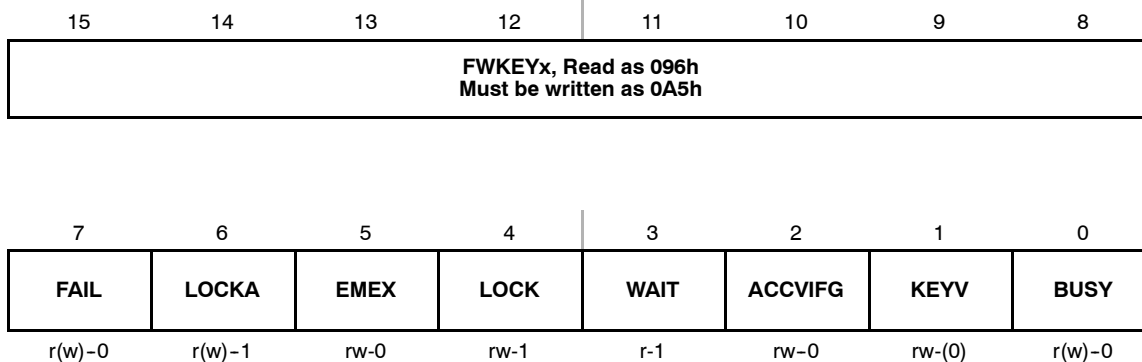 15 14 13 12 11 10 9 8
FWKEYx, Read as 096h
Must be written as 0A5h
7 6 5 4 3 2 1 0
FAIL LOCKA EMEX LOCK WAIT ACCVIFG KEYV BUSY
r(w)-0 r(w)-1 rw-0 rw-1 r-1 rw-0 rw-(0) r(w)-0